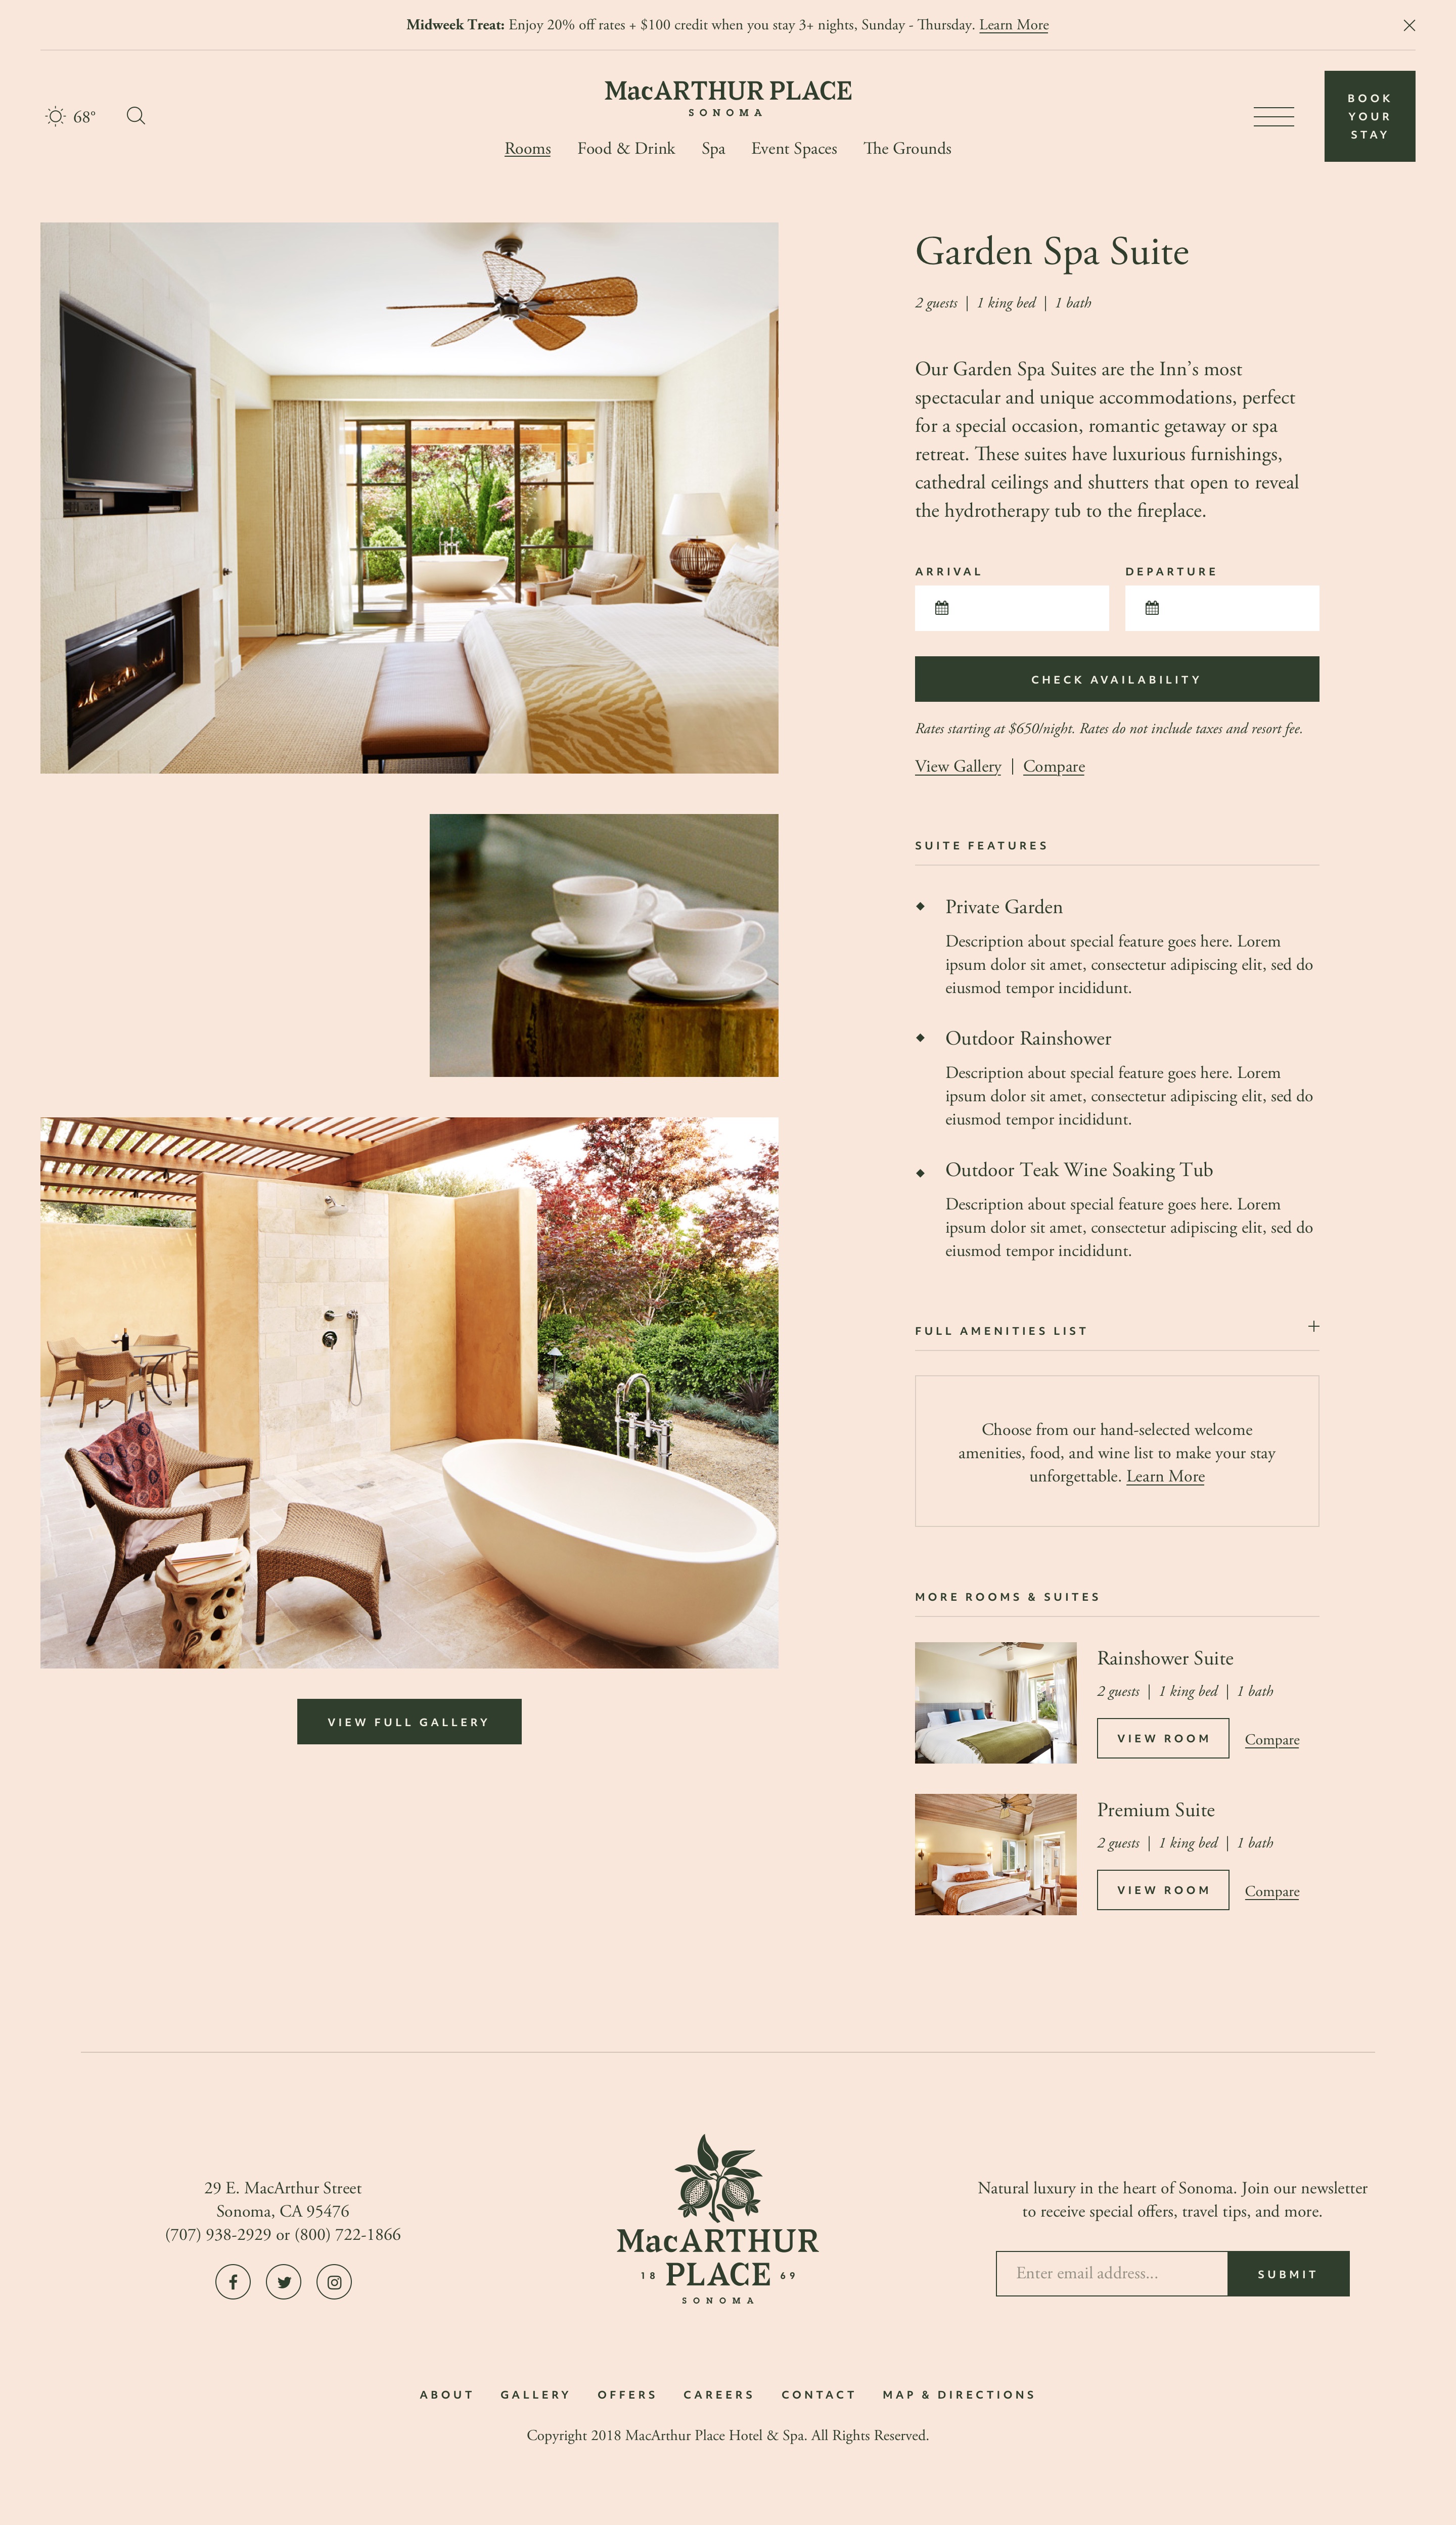 Midweek Treat: Enjoy 20% off rates + $100 credit when you stay 3+ nights, Sunday - Thursday. Learn More
68°
MacARTHUR PLACE
SONOMA
Rooms Food & Drink Spa Event Spaces The Grounds
BOOK
YOUR
STAY
Garden Spa Suite
2 guests | 1 king bed | 1 bath
Our Garden Spa Suites are the Inn’s most
spectacular and unique accommodations, perfect
for a special occasion, romantic getaway or spa
retreat. These suites have luxurious furnishings,
cathedral ceilings and shutters that open to reveal
the hydrotherapy tub to the fireplace.
ARRIVAL DEPARTURE
CHECK AVAILABILITY
Rates starting at $650/night. Rates do not include taxes and resort fee.
View Gallery | Compare
SUITE FEATURES
Private Garden
Description about special feature goes here. Lorem
ipsum dolor sit amet, consectetur adipiscing elit, sed do
eiusmod tempor incididunt.
Outdoor Rainshower
Description about special feature goes here. Lorem
ipsum dolor sit amet, consectetur adipiscing elit, sed do
eiusmod tempor incididunt.
Outdoor Teak Wine Soaking Tub
Description about special feature goes here. Lorem
ipsum dolor sit amet, consectetur adipiscing elit, sed do
eiusmod tempor incididunt.
FULL AMENITIES LIST
Choose from our hand-selected welcome
amenities, food, and wine list to make your stay
unforgettable. Learn More
MORE ROOMS & SUITES
Rainshower Suite
2 guests | 1 king bed | 1 bath
VIEW ROOM Compare
Premium Suite
2 guests | 1 king bed | 1 bath
VIEW ROOM Compare
VIEW FULL GALLERY
29 E. MacArthur Street
Sonoma, CA 95476
(707) 938-2929 or (800) 722-1866
MacARTHUR
18 PLACE 69
SONOMA
Natural luxury in the heart of Sonoma. Join our newsletter
to receive special offers, travel tips, and more.
Enter email address... SUBMIT
ABOUT GALLERY OFFERS CAREERS CONTACT MAP & DIRECTIONS
Copyright 2018 MacArthur Place Hotel & Spa. All Rights Reserved.